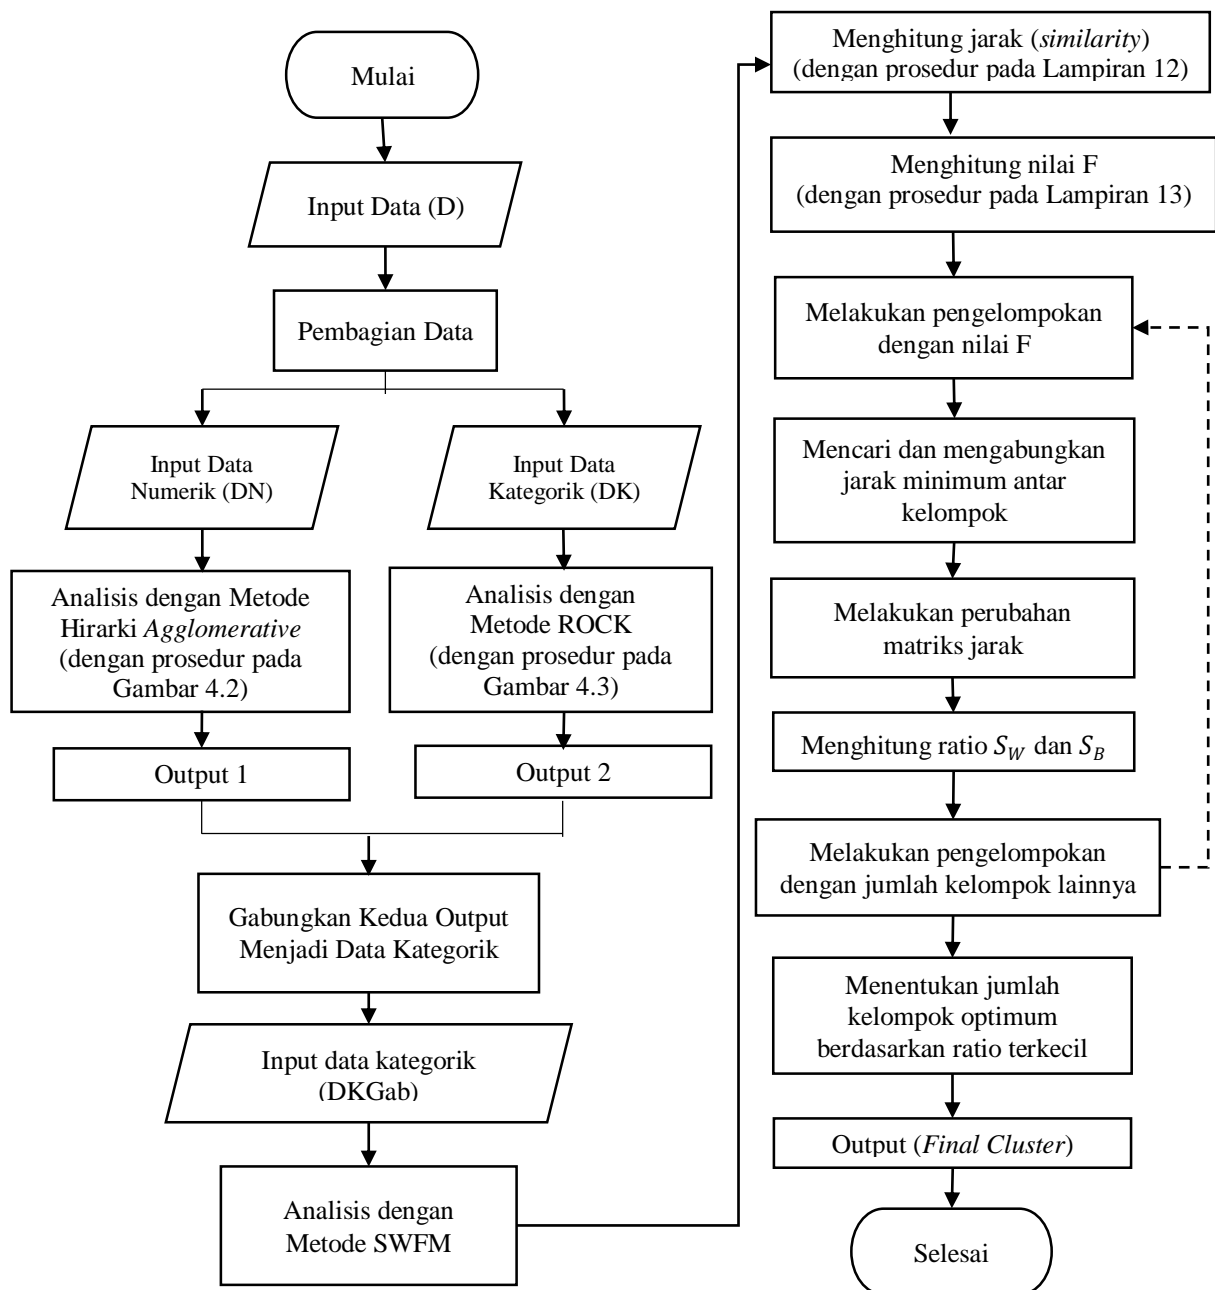 Mulai
Input Data (D)
Pembagian Data
Input Data
Numerik (DN)
Input Data
Kategorik (DK)
Analisis dengan Metode
Hirarki Agglomerative
(dengan prosedur pada
Gambar 4.2)
Analisis dengan
Metode ROCK
(dengan prosedur pada
Gambar 4.3)
Output 1
Output 2
Gabungkan Kedua Output
Menjadi Data Kategorik
Input data kategorik
(DKGab)
Analisis dengan
Metode SWFM
Menghitung jarak (similarity)
(dengan prosedur pada Lampiran 12)
Menghitung nilai F
(dengan prosedur pada Lampiran 13)
Melakukan pengelompokan
dengan nilai F
Mencari dan mengabungkan
jarak minimum antar
kelompok
Melakukan perubahan
matriks jarak
Menghitung ratio S_W dan S_B
Melakukan pengelompokan
dengan jumlah kelompok lainnya
Menentukan jumlah
kelompok optimum
berdasarkan ratio terkecil
Output (Final Cluster)
Selesai